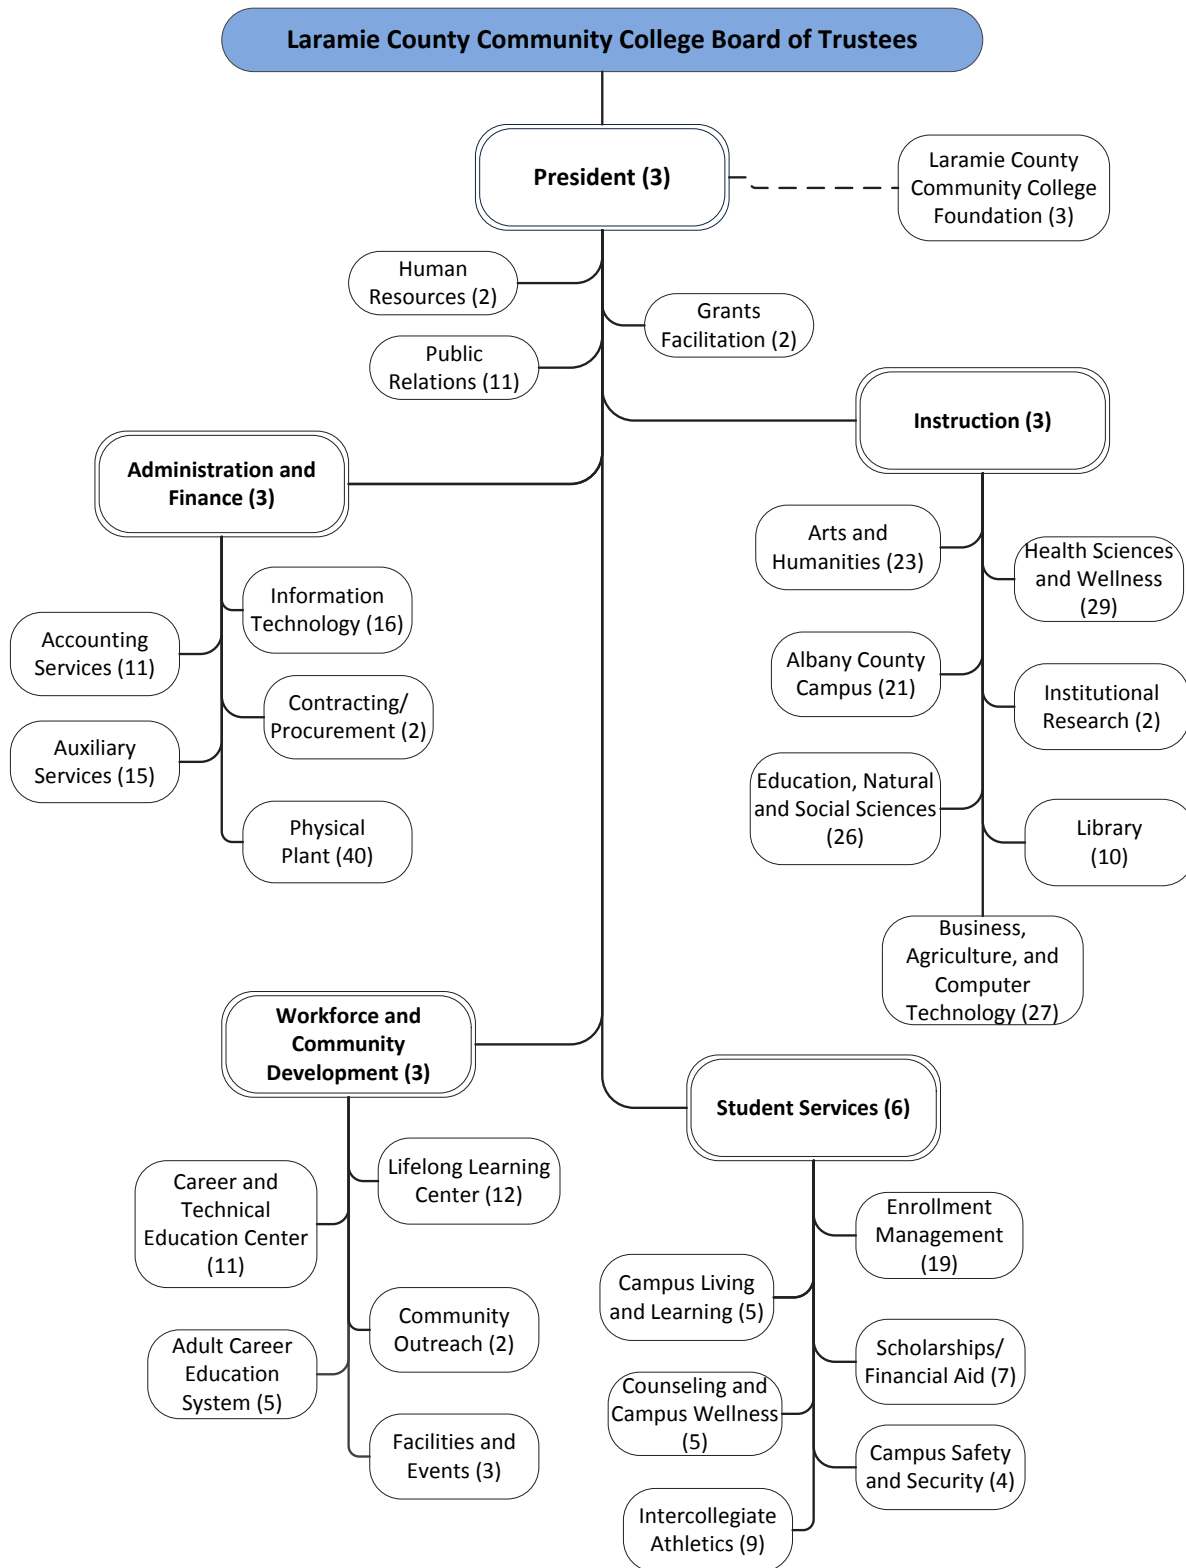 Laramie County Community College Board of Trustees
President (3)
Laramie County
Community College
Foundation (3)
Human
Resources (2)
Grants
Facilitation (2)
Public
Relations (11)
Instruction (3)
Administration and
Finance (3)
Arts and
Humanities (23)
Health Sciences
and Wellness
(29)
Information
Technology (16)
Accounting
Services (11)
Albany County
Campus (21)
Institutional
Research (2)
Contracting/
Procurement (2)
Auxiliary
Services (15)
Education, Natural
and Social Sciences
(26)
Physical
Plant (40)
Library
(10)
Business,
Agriculture, and
Computer
Technology (27)
Workforce and
Community
Development (3)
Student Services (6)
Lifelong Learning
Center (12)
Career and
Technical
Education Center
(11)
Enrollment
Management
(19)
Campus Living
and Learning (5)
Community
Outreach (2)
Adult Career
Education
System (5)
Scholarships/
Financial Aid (7)
Counseling and
Campus Wellness
(5)
Facilities and
Events (3)
Campus Safety
and Security (4)
Intercollegiate
Athletics (9)